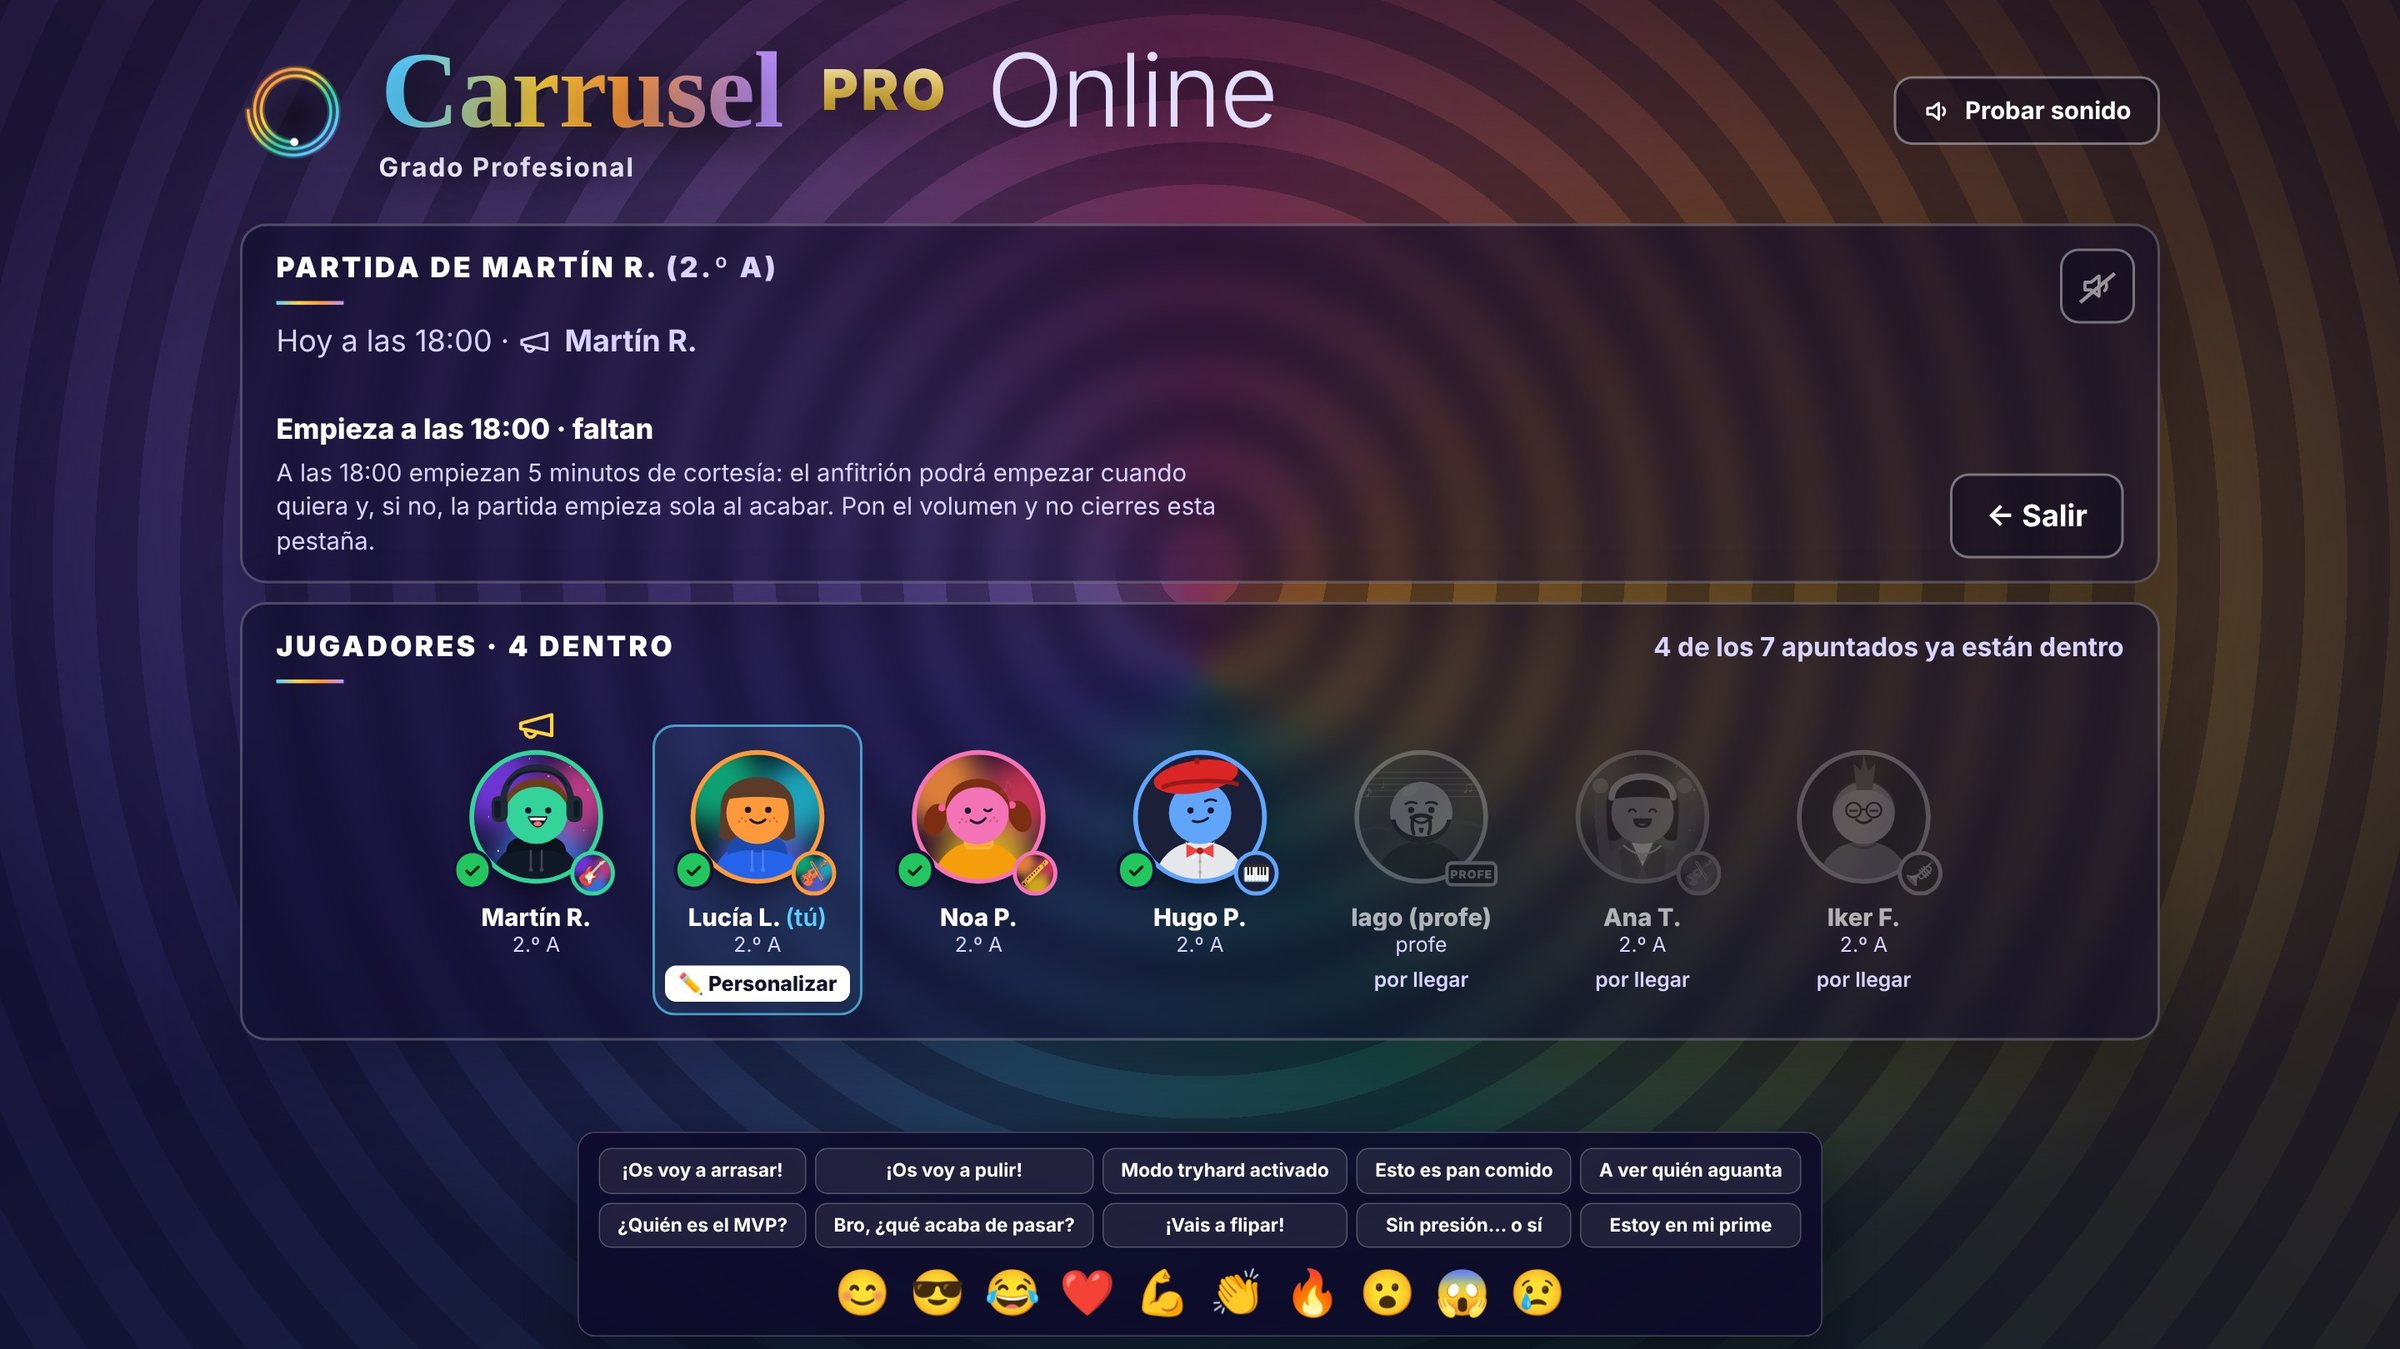 Carrusel PRO Online
Grado Profesional
Probar sonido
PARTIDA DE MARTÍN R. (2.º A)
Hoy a las 18:00 · Martín R.
Empieza a las 18:00 · faltan
A las 18:00 empiezan 5 minutos de cortesía: el anfitrión podrá empezar cuando
quiera y, si no, la partida empieza sola al acabar. Pon el volumen y no cierres esta
pestaña.
← Salir
JUGADORES · 4 DENTRO
4 de los 7 apuntados ya están dentro
PROFE
Martín R.
2.º A
Lucía L. (tú)
2.º A
Personalizar
Noa P.
2.º A
Hugo P.
2.º A
Iago (profe)
profe
por llegar
Ana T.
2.º A
por llegar
Iker F.
2.º A
por llegar
¡Os voy a arrasar!
¡Os voy a pulir!
Modo tryhard activado
Esto es pan comido
A ver quién aguanta
¿Quién es el MVP?
Bro, ¿qué acaba de pasar?
¡Vais a flipar!
Sin presión... o sí
Estoy en mi prime